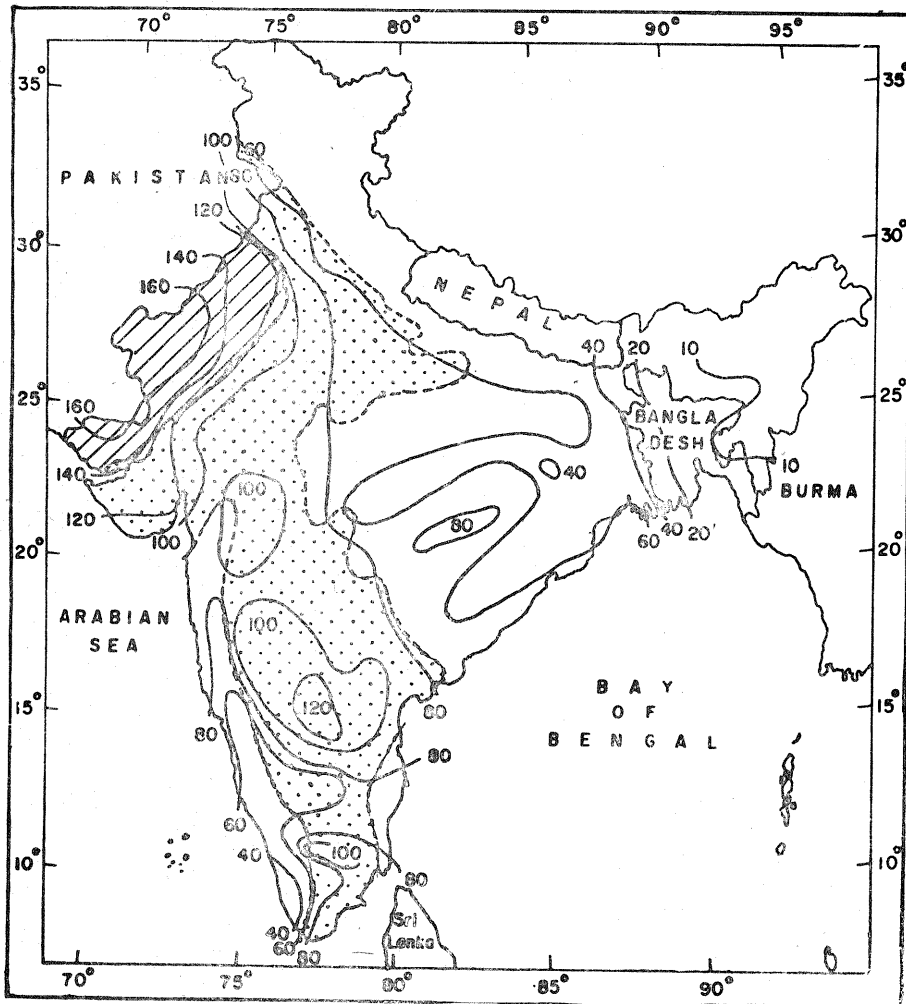 70° 75° 80° 85° 90° 95°
35° 35°
100 60
PAKISTAN 80
120
30° 30°
140
160
NEPAL
40 20 10
25° 25°
160
BANGLA
DESH
140
100
40
10
BURMA
120
80
100
60 40 20
20° 20°
ARABIAN
SEA
100
BAY
OF
BENGAL
120
15° 15°
80
80
80
60
40
100
10° 10°
80
Sri
Lanka
40
60
80
70° 75° 80° 85° 90°